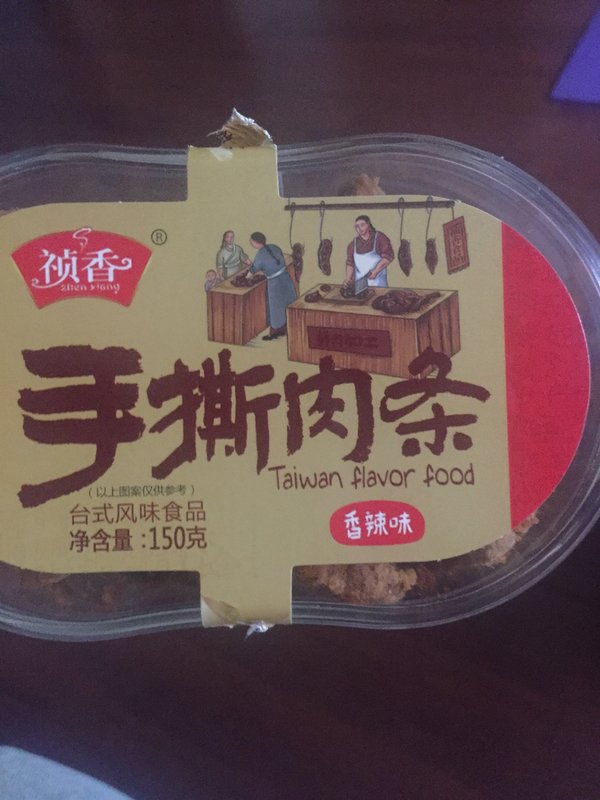 祯香
zhen xiang
®
手撕肉条
Taiwan flavor food
(以上图案仅供参考)
台式风味食品
净含量:150克
香辣味